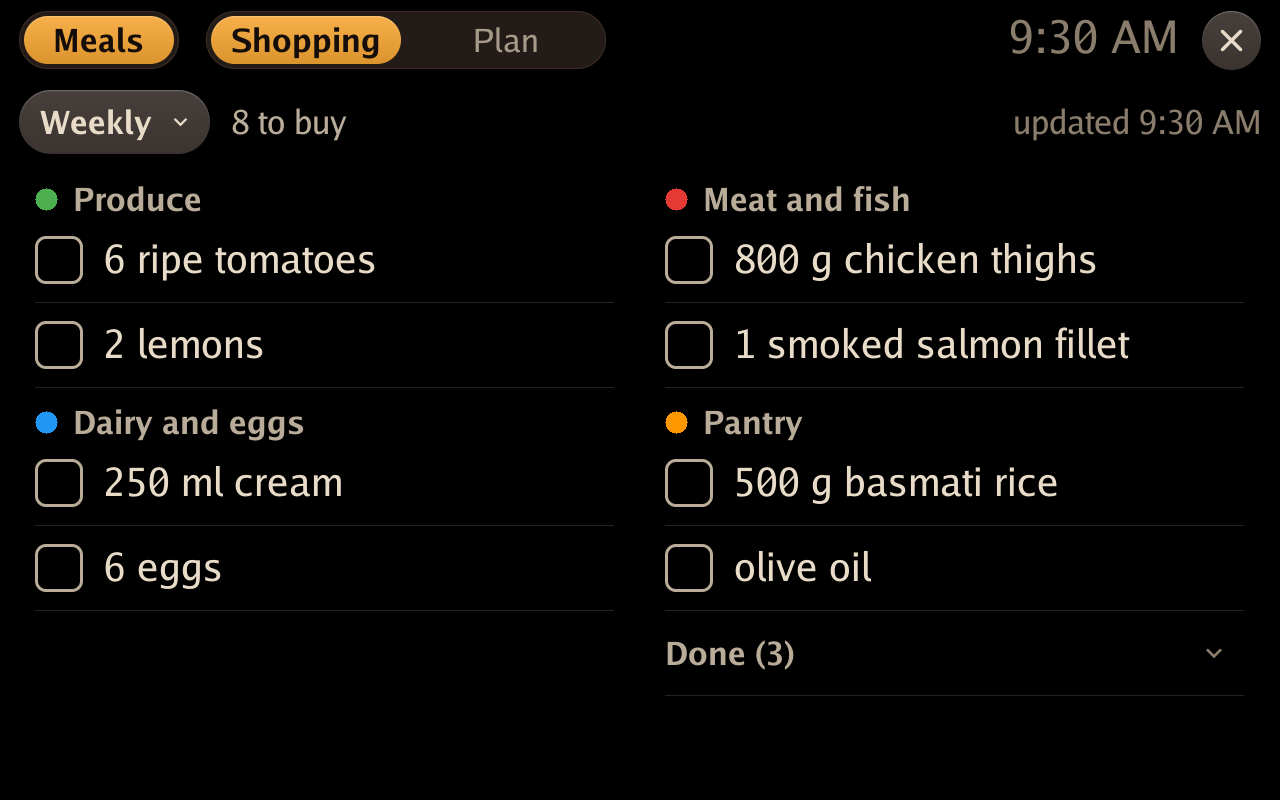 Meals
Shopping
Plan
9:30 AM
Weekly
8 to buy
updated 9:30 AM
Produce
6 ripe tomatoes
2 lemons
Dairy and eggs
250 ml cream
6 eggs
Meat and fish
800 g chicken thighs
1 smoked salmon fillet
Pantry
500 g basmati rice
olive oil
Done (3)